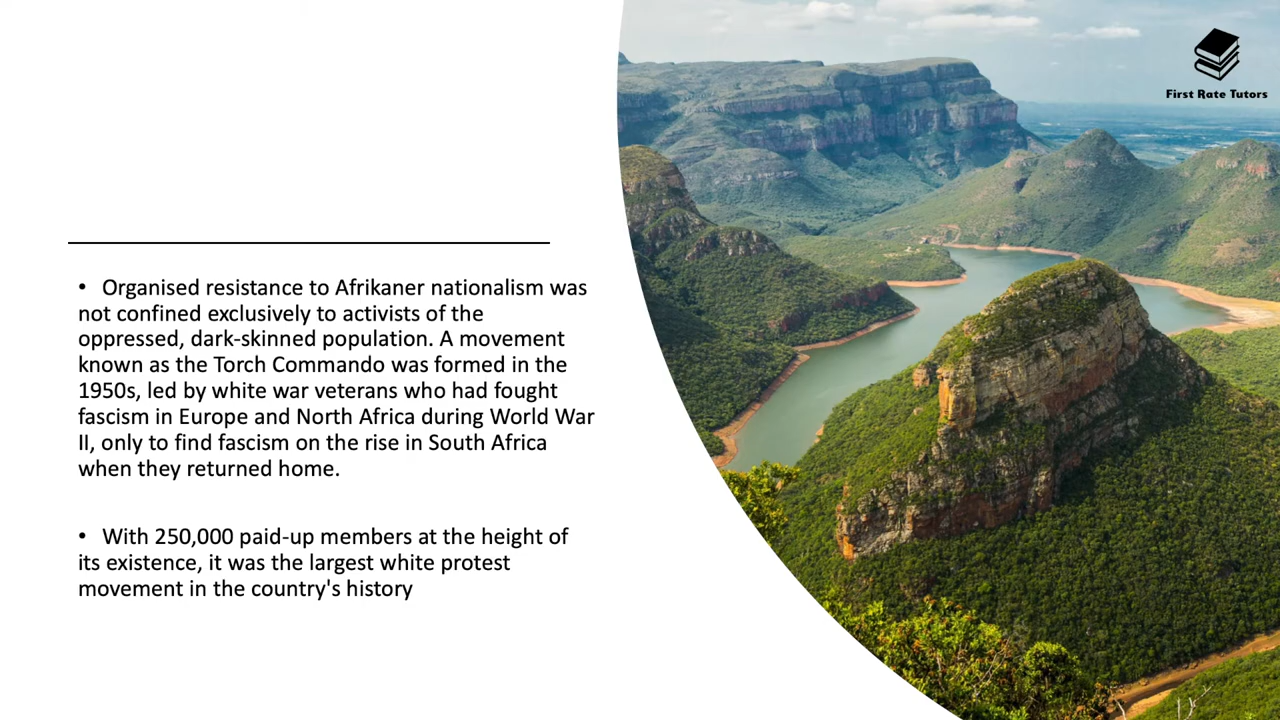 First Rate Tutors
• Organised resistance to Afrikaner nationalism was
not confined exclusively to activists of the
oppressed, dark-skinned population. A movement
known as the Torch Commando was formed in the
1950s, led by white war veterans who had fought
fascism in Europe and North Africa during World War
II, only to find fascism on the rise in South Africa
when they returned home.
• With 250,000 paid-up members at the height of
its existence, it was the largest white protest
movement in the country's history